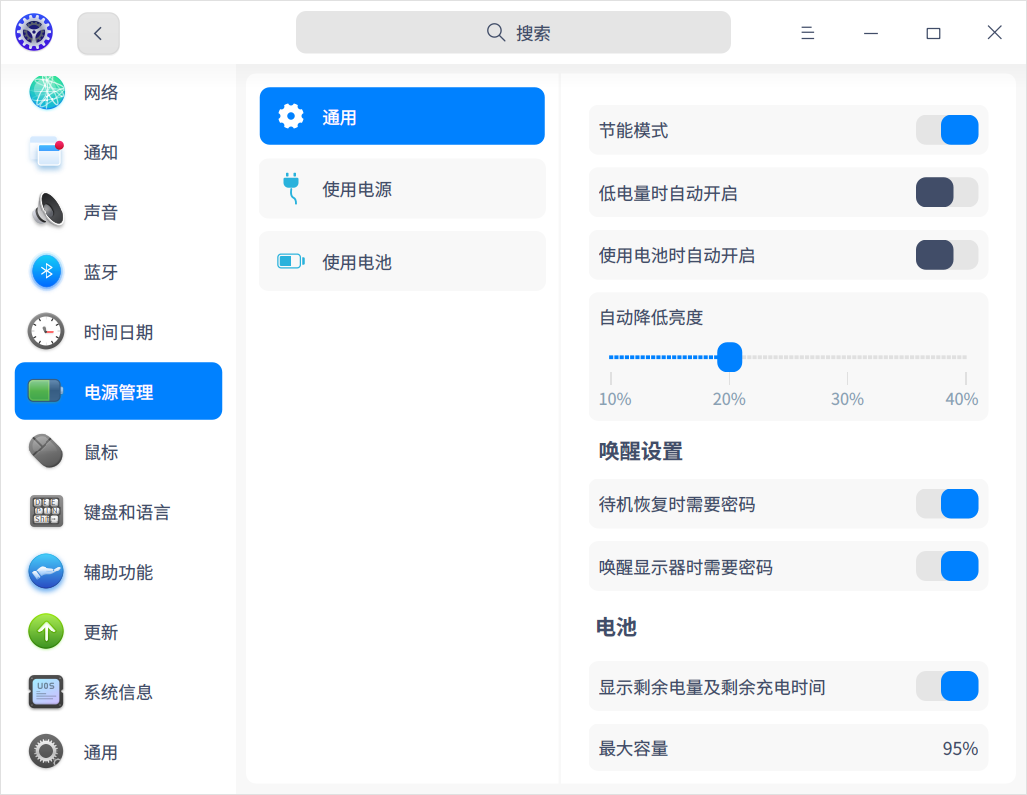 搜索
网络
通知
声音
蓝牙
时间日期
电源管理
鼠标
键盘和语言
辅助功能
更新
系统信息
通用
通用
使用电源
使用电池
节能模式
低电量时自动开启
使用电池时自动开启
自动降低亮度
10% 20% 30% 40%
唤醒设置
待机恢复时需要密码
唤醒显示器时需要密码
电池
显示剩余电量及剩余充电时间
最大容量 95%